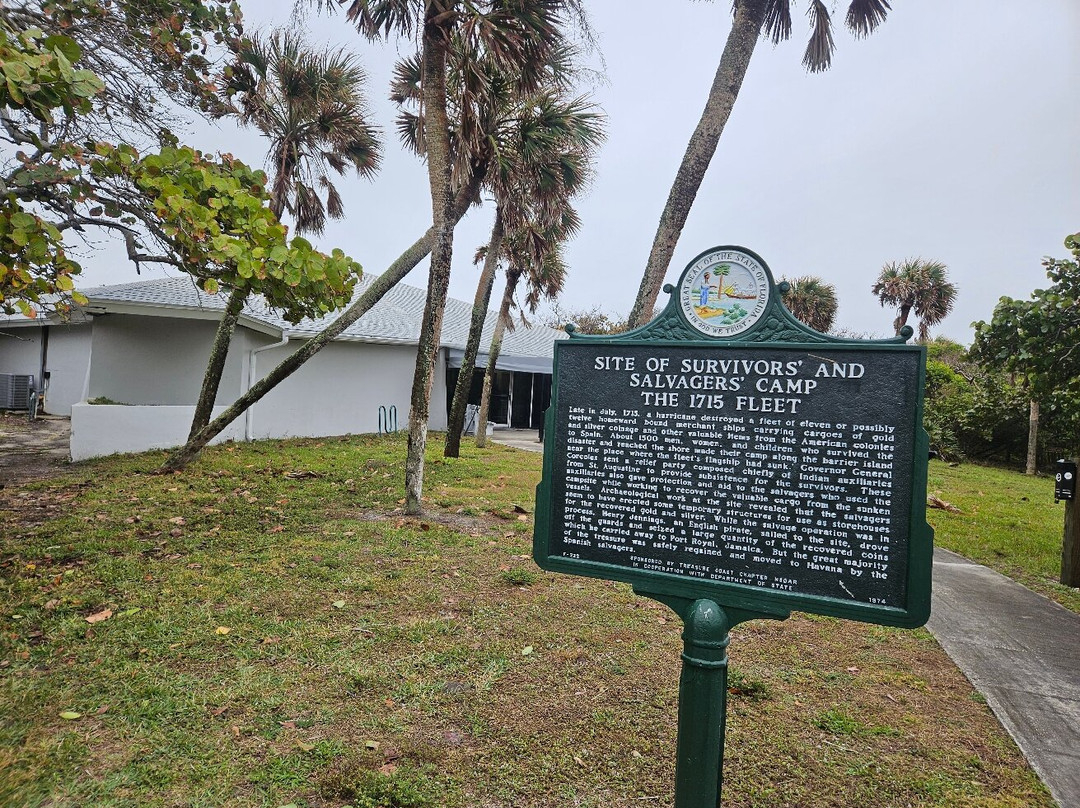 GREAT SEAL OF THE STATE OF FLORIDA
IN GOD WE TRUST
SITE OF SURVIVORS' AND
SALVAGERS' CAMP
THE 1715 FLEET
Late in July, 1715, a hurricane destroyed a fleet of eleven or possibly
twelve homeward bound merchant ships carrying cargoes of gold
and silver coinage and other valuable items from the American colonies
to Spain. About 1500 men, women, and children who survived the
disaster and reached the shore made their camp along the barrier island
near the place where the fleet's flagship had sunk. Governor General
Corcoles sent a relief party composed chiefly of Indian auxiliaries
from St. Augustine to provide subsistence for the survivors. These
auxiliaries also gave protection and aid to the salvagers who used the
campsite while working to recover the valuable cargo from the sunken
vessels. Archaeological work at the site revealed that the salvagers
seem to have erected some temporary structures for use as storehouses
for the recovered gold and silver. While the salvage operation was in
process, Henry Jennings, an English pirate, sailed to the site, drove
off the guards and seized a large quantity of the recovered coins
which he carried away to Port Royal, Jamaica. But the great majority
of the treasure was safely regained and moved to Havana by the
Spanish salvagers.
SPONSORED BY TREASURE COAST CHAPTER NSDAR
IN COOPERATION WITH DEPARTMENT OF STATE
1974